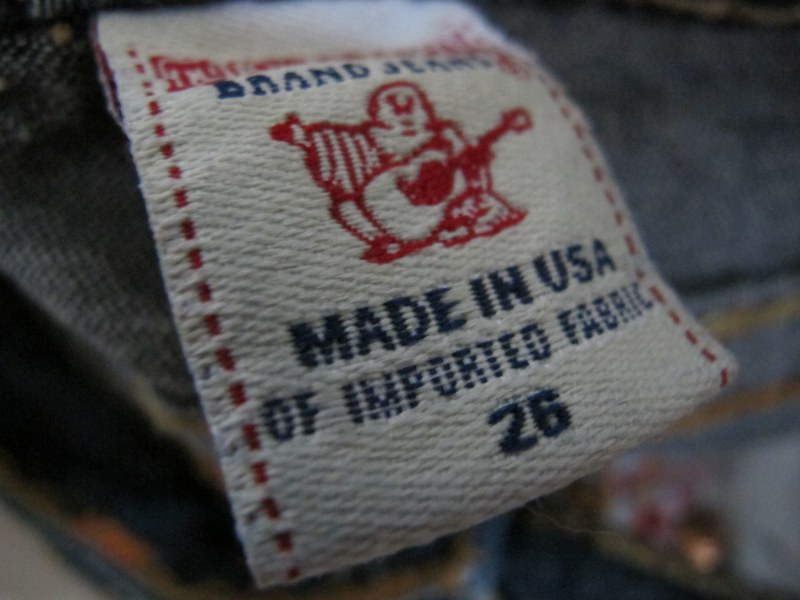 BRAND JEANS
MADE IN USA
OF IMPORTED FABRIC
26